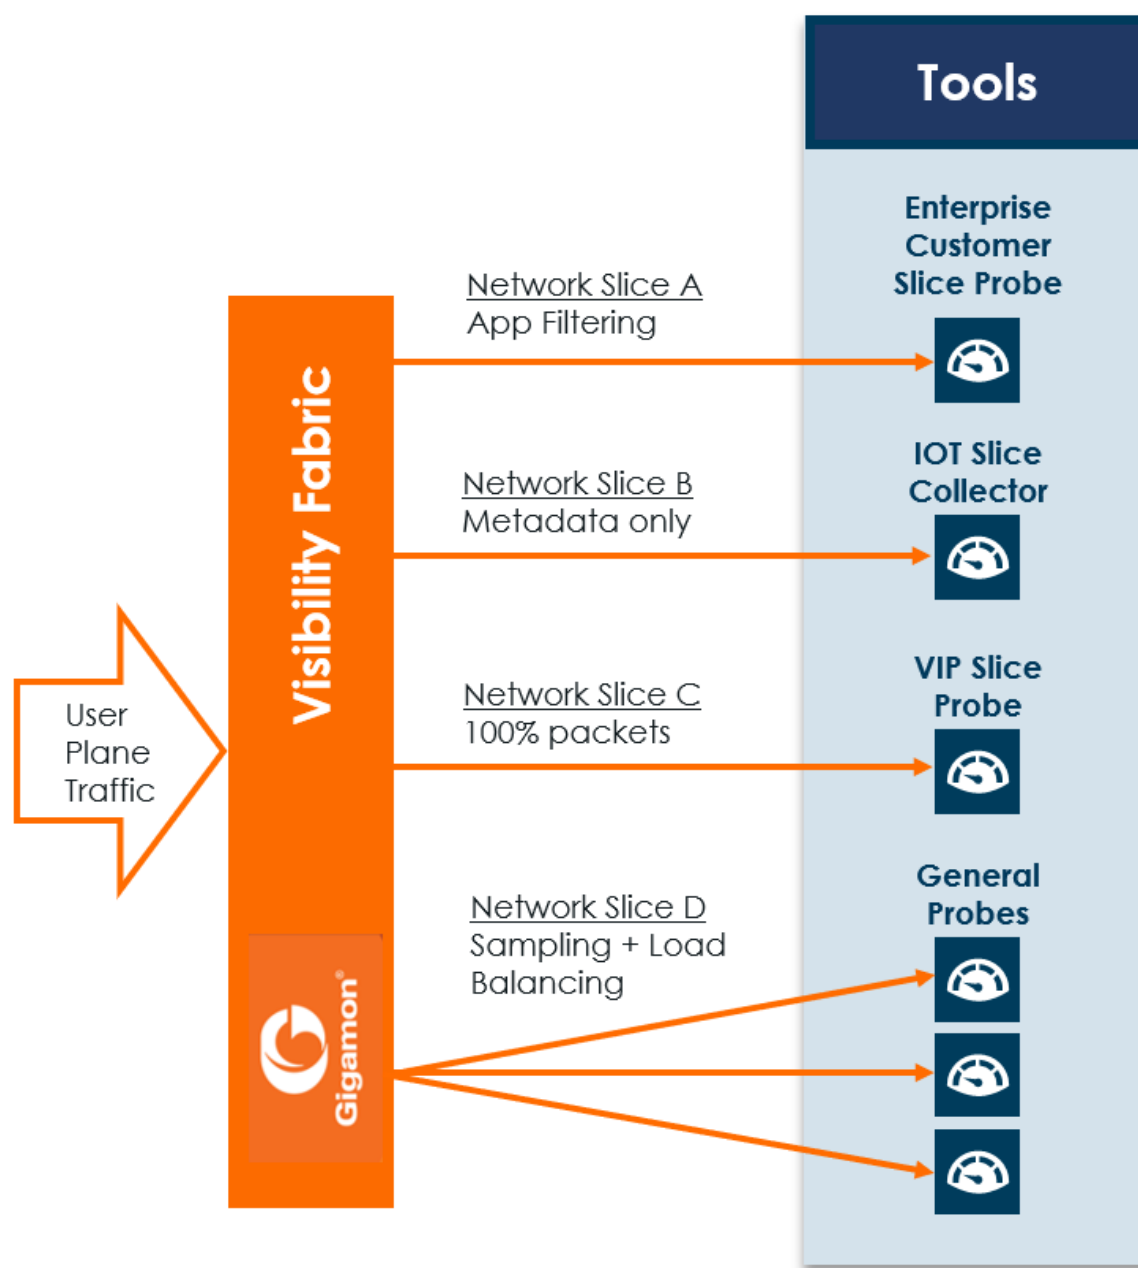 Tools
Enterprise
Customer
Slice Probe
Network Slice A
App Filtering
IOT Slice
Collector
Network Slice B
Metadata only
Visibility Fabric
User
Plane
Traffic
VIP Slice
Probe
Network Slice C
100% packets
General
Probes
Network Slice D
Sampling + Load
Balancing
Gigamon®